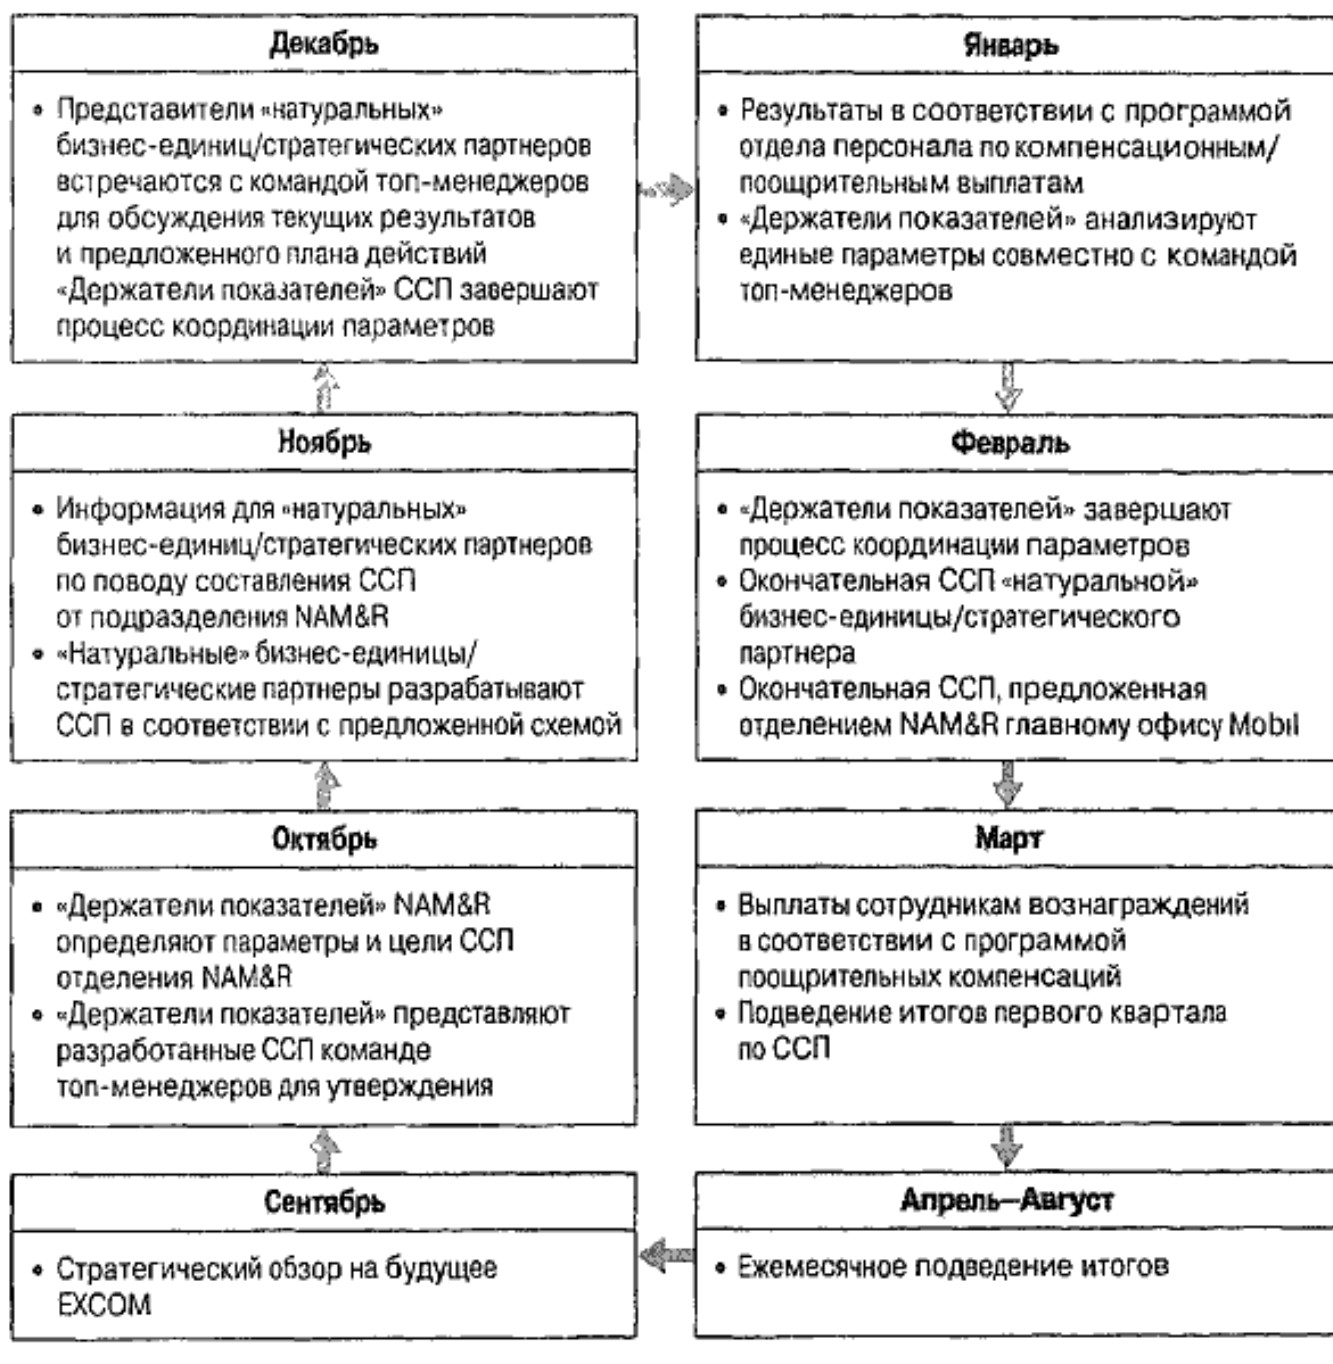 Декабрь
• Представители «натуральных»
бизнес-единиц/стратегических партнеров
встречаются с командой топ-менеджеров
для обсуждения текущих результатов
и предложенного плана действий
«Держатели показателей» ССП завершают
процесс координации параметров
Январь
• Результаты в соответствии с программой
отдела персонала по компенсационным/
поощрительным выплатам
• «Держатели показателей» анализируют
единые параметры совместно с командой
топ-менеджеров
Ноябрь
• Информация для «натуральных»
бизнес-единиц/стратегических партнеров
по поводу составления ССП
от подразделения NAM&R
• «Натуральные» бизнес-единицы/
стратегические партнеры разрабатывают
ССП в соответствии с предложенной схемой
Февраль
• «Держатели показателей» завершают
процесс координации параметров
• Окончательная ССП «натуральной»
бизнес-единицы/стратегического
партнера
• Окончательная ССП, предложенная
отделением NAM&R главному офису Mobil
Октябрь
• «Держатели показателей» NAM&R
определяют параметры и цели ССП
отделения NAM&R
• «Держатели показателей» представляют
разработанные ССП команде
топ-менеджеров для утверждения
Март
• Выплаты сотрудникам вознаграждений
в соответствии с программой
поощрительных компенсаций
• Подведение итогов первого квартала
по ССП
Сентябрь
• Стратегический обзор на будущее
EXCOM
Апрель–Август
• Ежемесячное подведение итогов